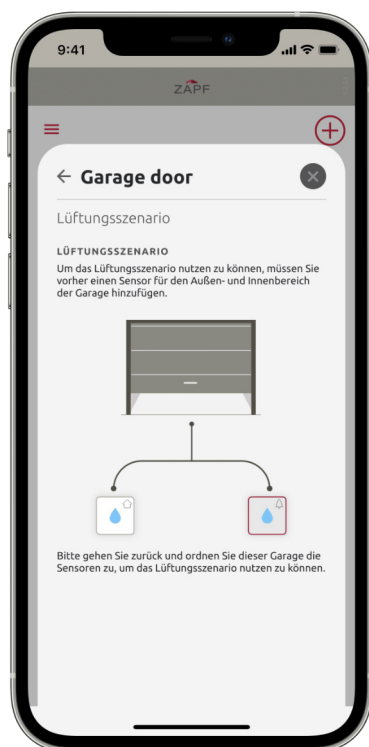 9:41
ZAPF
← Garage door
Lüftungsszenario
LÜFTUNGSSZENARIO
Um das Lüftungsszenario nutzen zu können, müssen Sie
vorher einen Sensor für den Außen- und Innenbereich
der Garage hinzufügen.
Bitte gehen Sie zurück und ordnen Sie dieser Garage die
Sensoren zu, um das Lüftungsszenario nutzen zu können.